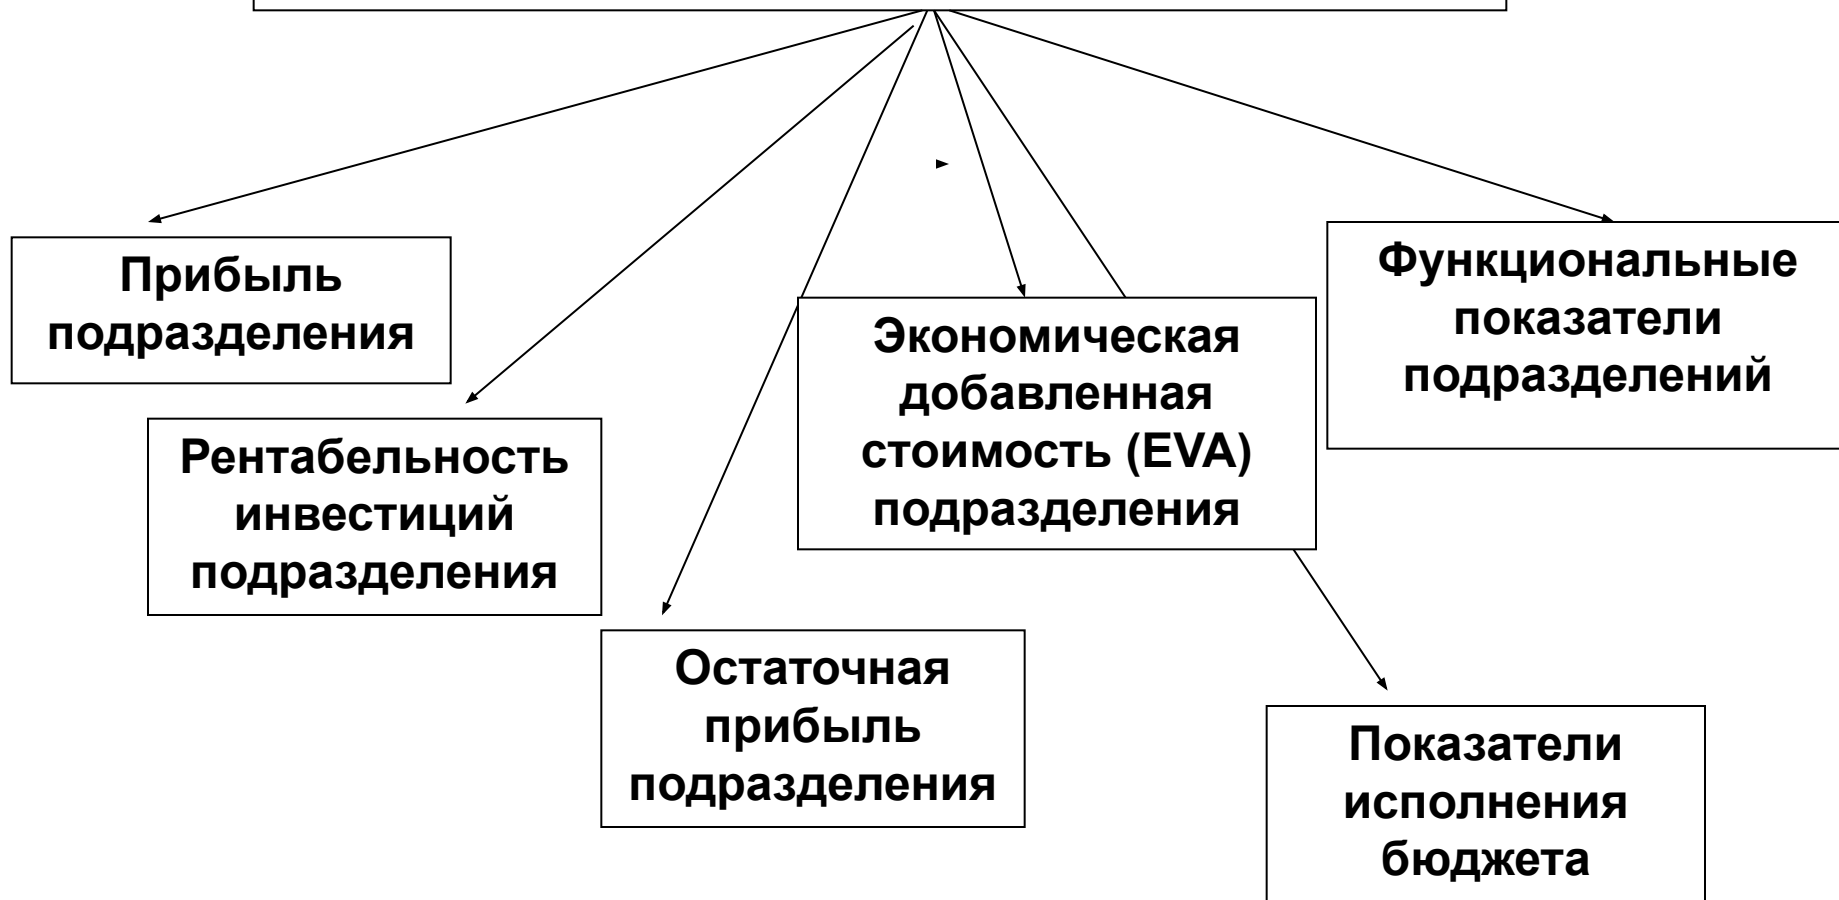 Прибыль
подразделения
Рентабельность
инвестиций
подразделения
Остаточная
прибыль
подразделения
Экономическая
добавленная
стоимость (EVA)
подразделения
Функциональные
показатели
подразделений
Показатели
исполнения
бюджета